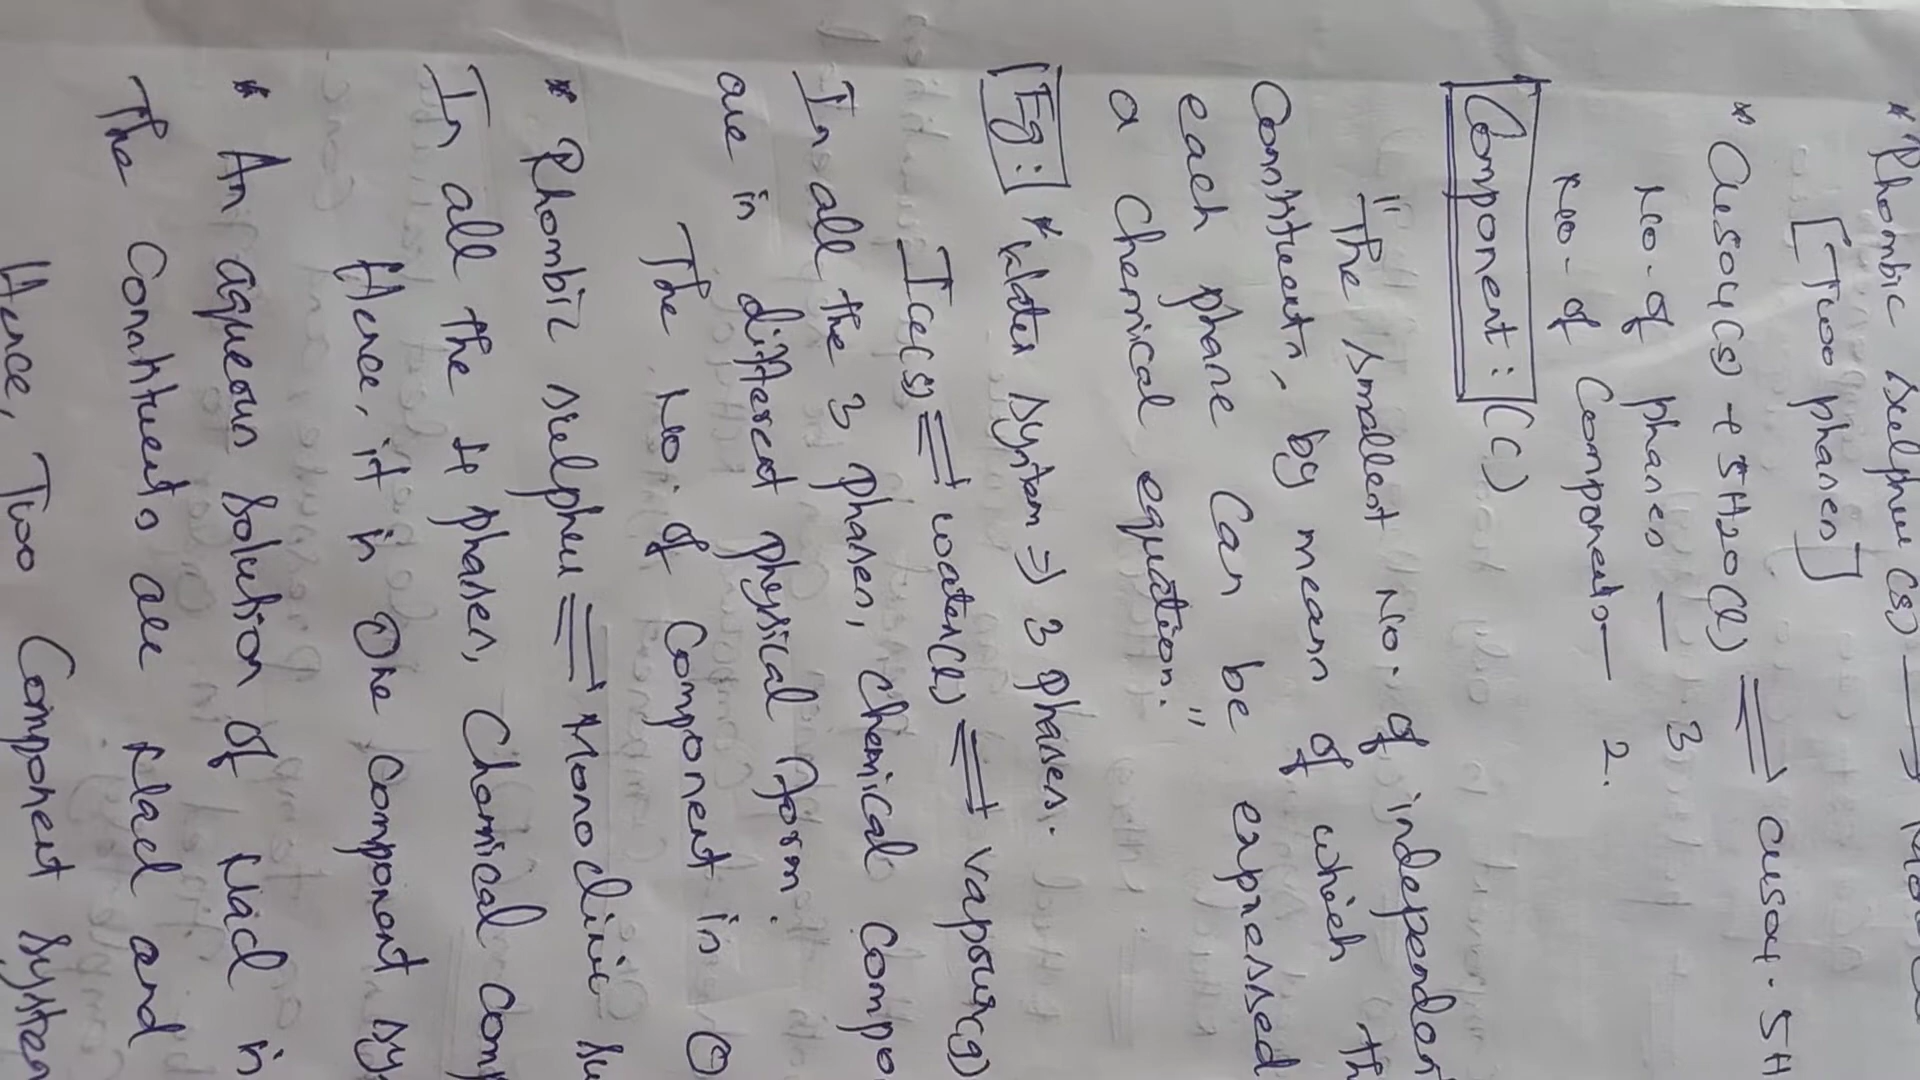 * Rhombic sulphur (s) →
[Two phases]
* CuSO4(s) + 5H2O(l) ⇌ CuSO4. 5H
No. of phases — 3
No. of Components — 2.
Component: (C)
"The smallest No. of independent
Constituents, by means of which th
each phase Can be expressed
a Chemical equation."
Eg: * Water System ⇒ 3 phases.
Ice(s) ⇌ water(l) ⇌ vapour(g)
In all the 3 phases, Chemical Compo
are in different physical form.
The No. of Component is O
* Rhombic sulphur ⇌ Monoclinic su
In all the 4 phases, Chemical Com
Hence, it is One Component sy
* An aqueous Solution of Nacl is
The Constituents are Nacl and
Hence, Two Component System